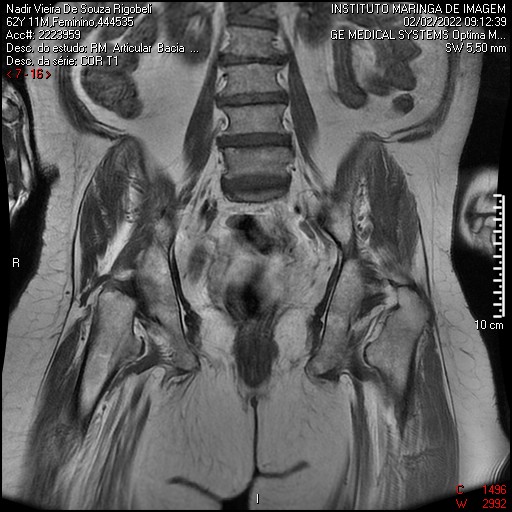 Nadir Vieira De Souza Rigobeli
62Y 11M,Feminino,444535
Acc#: 2223959
Desc. do estudo: RM Articular Bacia ...
Desc. da série: COR T1
< 7 - 16 >
INSTITUTO MARINGA DE IMAGEM
02/02/2022 09:12:39
GE MEDICAL SYSTEMS Optima M...
SW 5,50 mm
R
10 cm
I
C 1496
W 2992